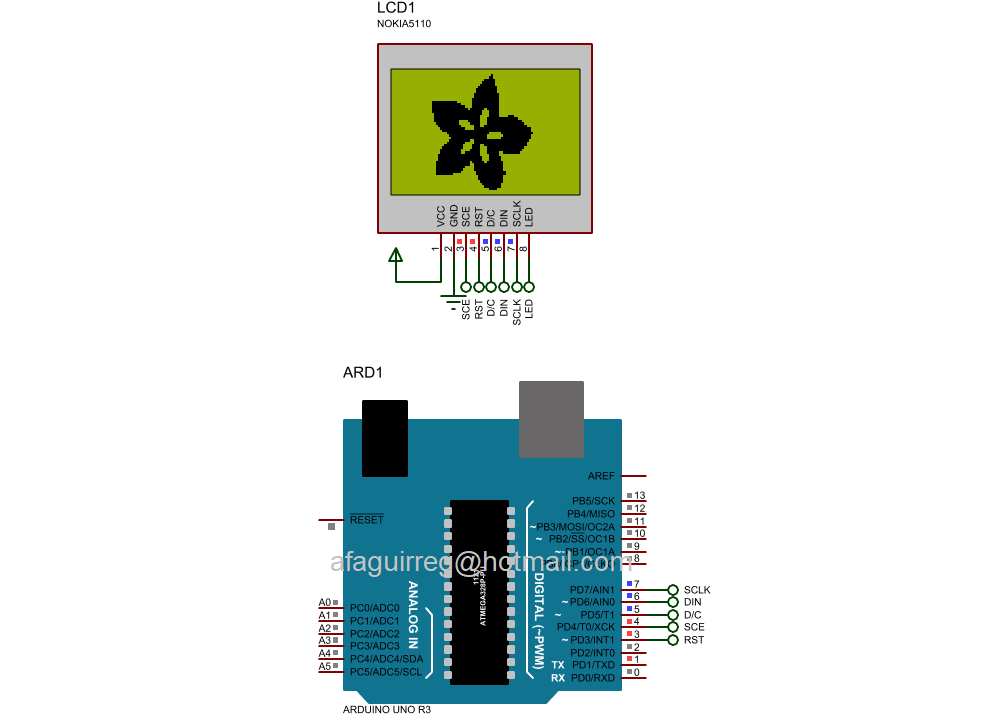 LCD1
NOKIA5110
VCC
GND
SCE
RST
D/C
DIN
SCLK
LED
1
2
3
4
5
6
7
8
SCE
RST
D/C
DIN
SCLK
LED
ARD1
AREF
PB5/SCK 13
RESET
PB4/MISO 12
~PB3/MOSI/OC2A 11
~ PB2/SS/OC1B 10
~PB1/OC1A 9
8
afaguirreg@hotmail.com
ATMEGA328P-PU
ANALOG IN
DIGITAL (~PWM)
PD7/AIN1 7 SCLK
~PD6/AIN0 6 DIN
~ PD5/T1 5 D/C
PD4/T0/XCK 4 SCE
~PD3/INT1 3 RST
PD2/INT0 2
TX PD1/TXD 1
RX PD0/RXD 0
A0 PC0/ADC0
A1 PC1/ADC1
A2 PC2/ADC2
A3 PC3/ADC3
A4 PC4/ADC4/SDA
A5 PC5/ADC5/SCL
ARDUINO UNO R3